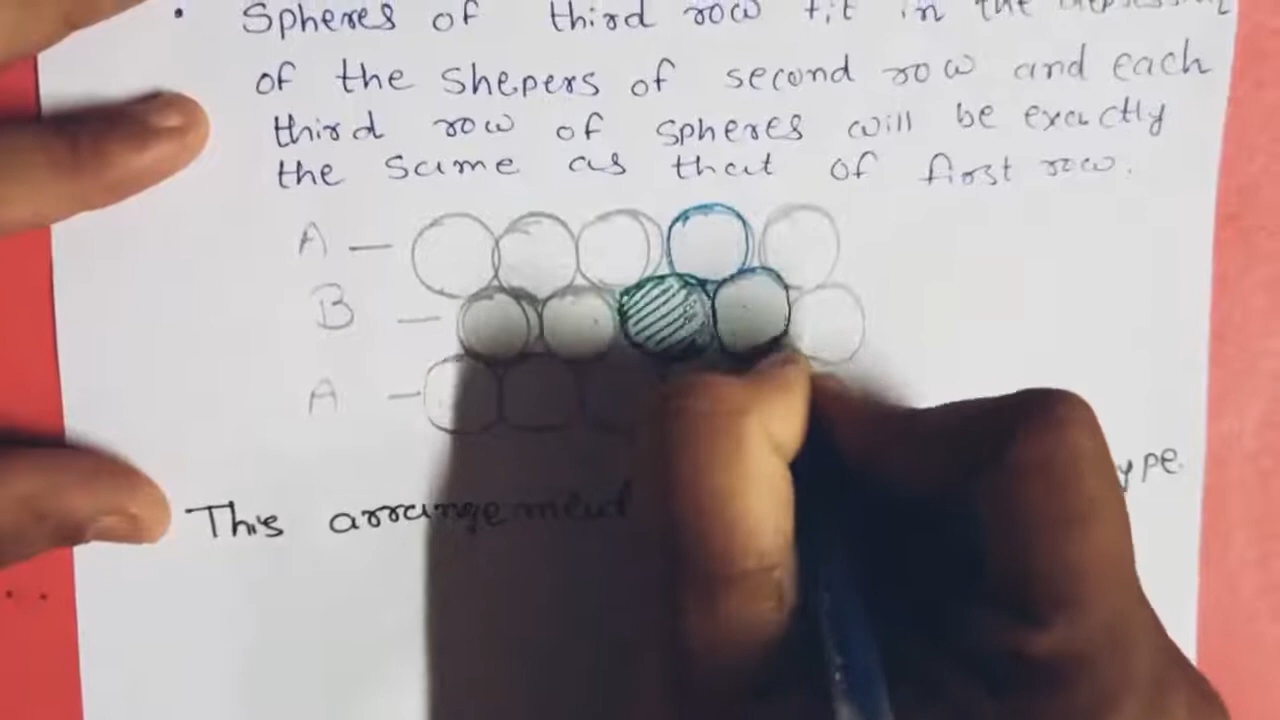 • Spheres of third row fit in the
of the shepers of second row and each
third row of spheres will be exactly
the same as that of first row.
A —
B —
A —
This arrangement ype